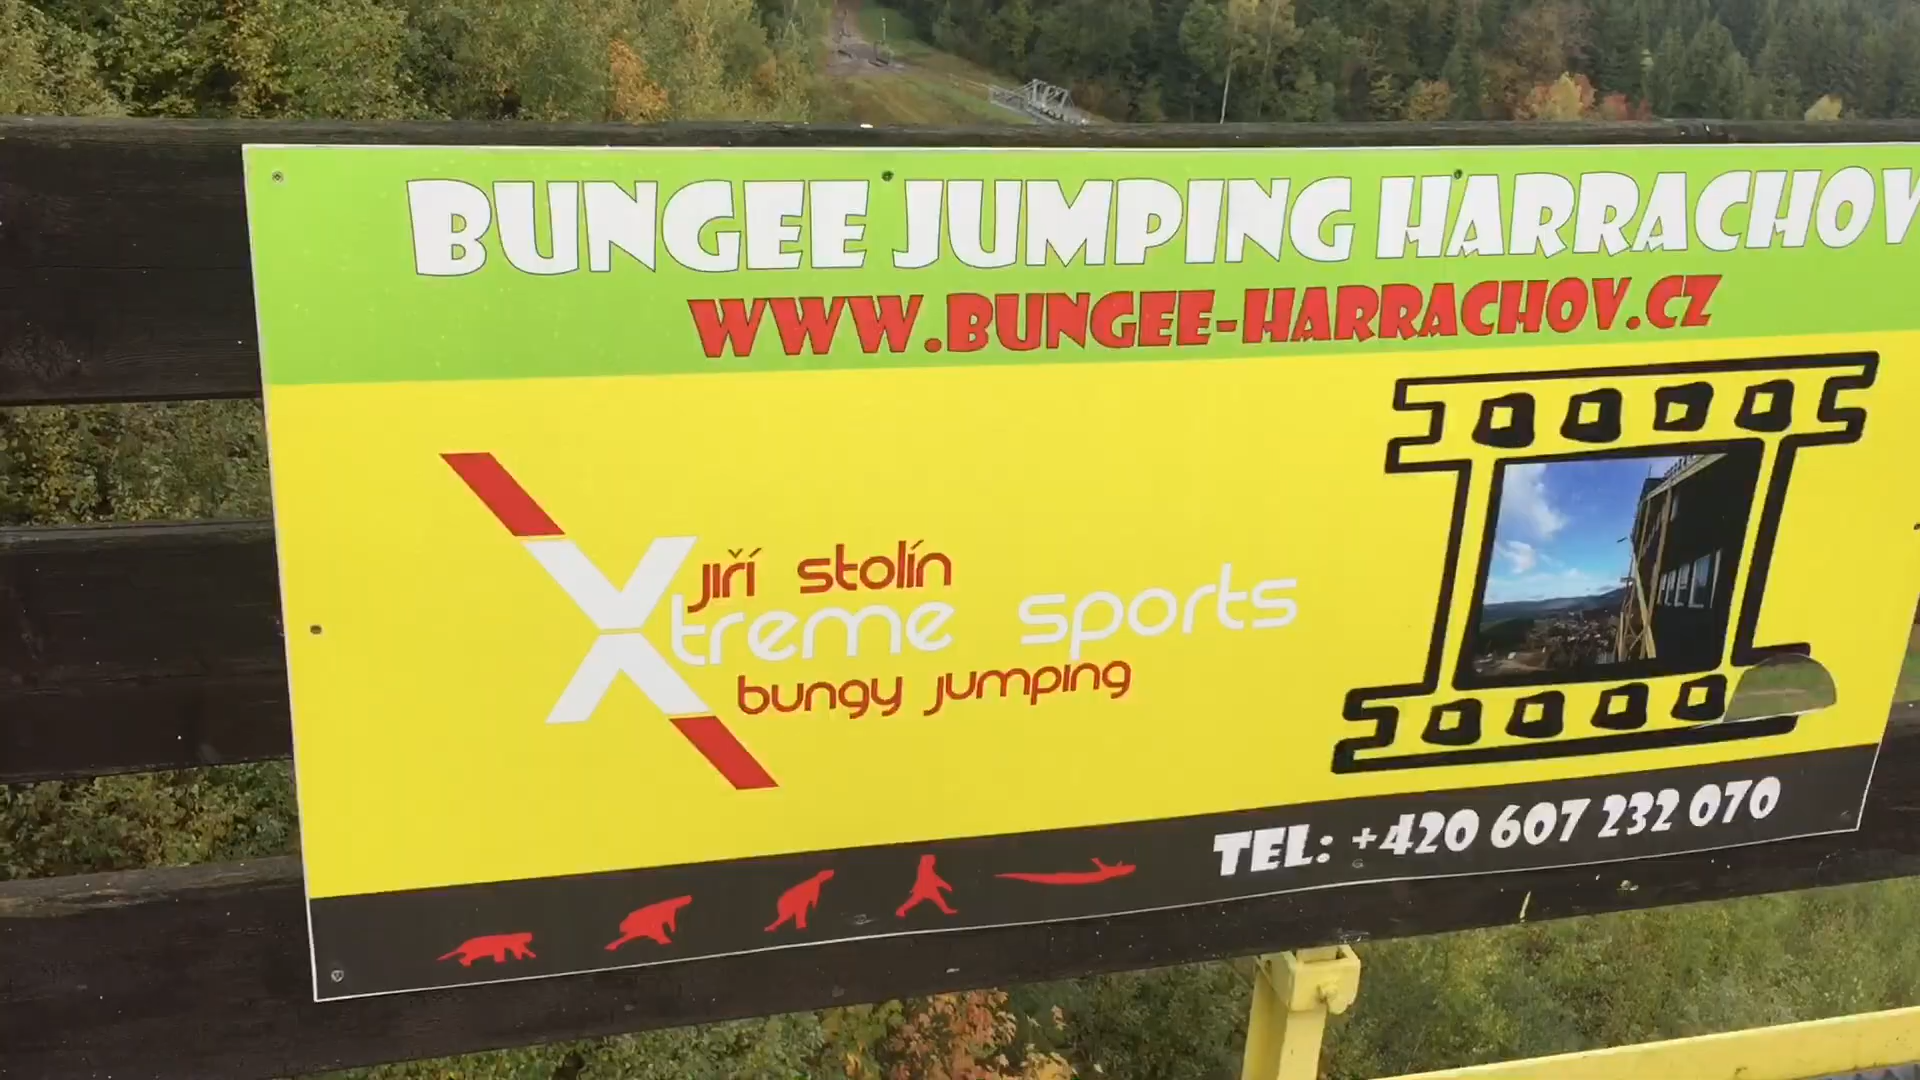 BUNGEE JUMPING HARRACHOV
WWW.BUNGEE-HARRACHOV.CZ
jiří stolín
Xtreme sports
bungy jumping
TEL: +420 607 232 070